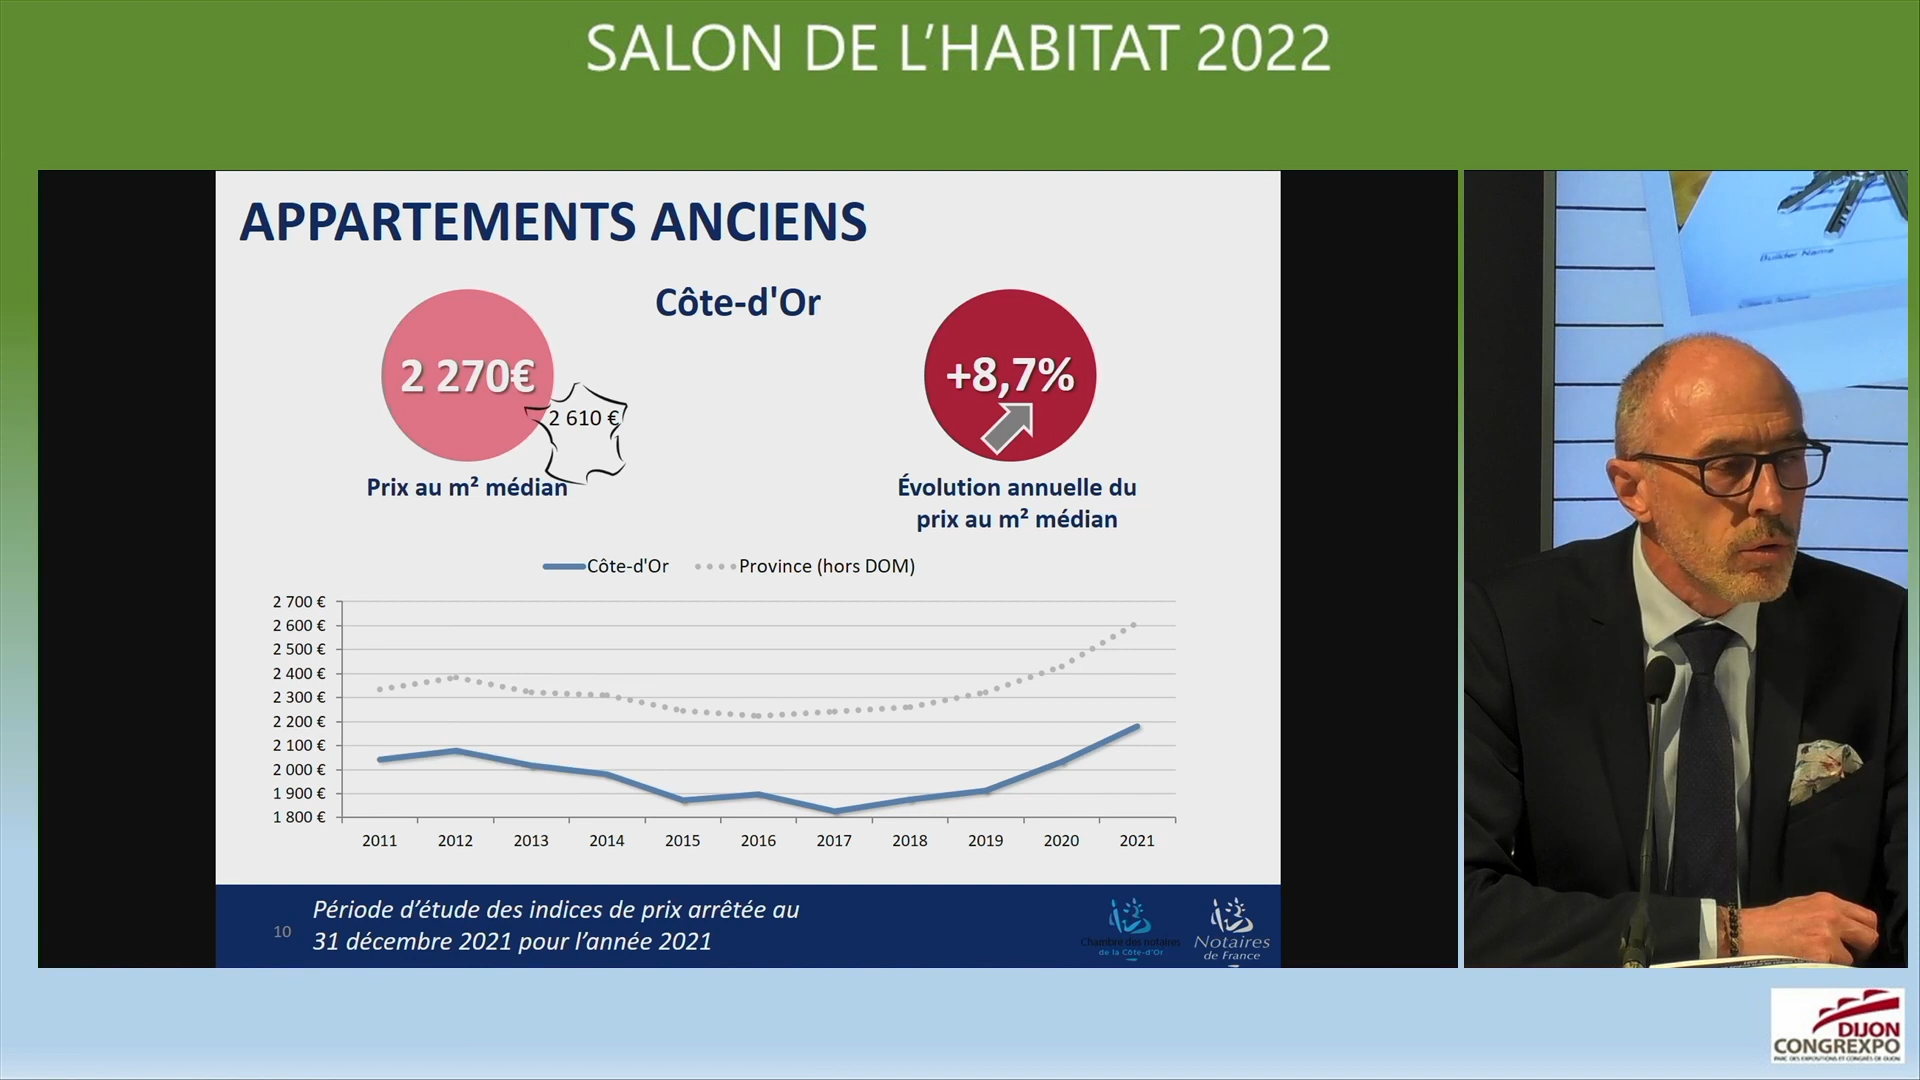 SALON DE L’HABITAT 2022
APPARTEMENTS ANCIENS
Côte-d'Or
2 270€
2 610 €
Prix au m² médian
+8,7%
Évolution annuelle du
prix au m² médian
Côte-d'Or
Province (hors DOM)
2 700 €
2 600 €
2 500 €
2 400 €
2 300 €
2 200 €
2 100 €
2 000 €
1 900 €
1 800 €
2011 2012 2013 2014 2015 2016 2017 2018 2019 2020 2021
10
Période d’étude des indices de prix arrêtée au
31 décembre 2021 pour l’année 2021
Chambre des notaires
de la Côte-d'Or
Notaires
de France
Builder Name
DIJON
CONGREXPO
PARC DES EXPOSITIONS ET CONGRÈS DE DIJON